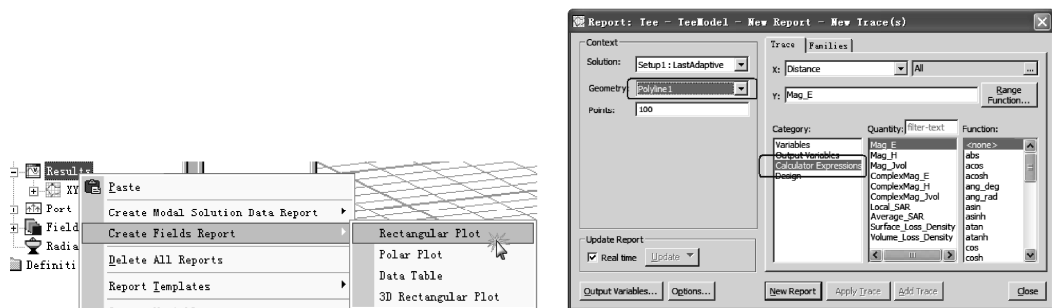 Results
XY
Port
Field
Radia
Definiti
Paste
Create Modal Solution Data Report
Create Fields Report
Delete All Reports
Report Templates
Rectangular Plot
Polar Plot
Data Table
3D Rectangular Plot
Report: Tee - TeeModel - New Report - New Trace(s)
Context
Solution: Setup1 : LastAdaptive
Geometry: Polyline1
Points: 100
Update Report
Real time Update
Output Variables... Options...
Trace Families
X: Distance All ...
Y: Mag_E Range Function...
Category: Quantity: filter-text Function:
Variables Mag_E <none>
Output Variables Mag_H abs
Calculator Expressions Mag_Jvol acos
Design ComplexMag_E acosh
ComplexMag_H ang_deg
ComplexMag_Jvol ang_rad
Local_SAR asin
Average_SAR asinh
Surface_Loss_Density atan
Volume_Loss_Density atanh
cos
cosh
New Report Apply Trace Add Trace Close